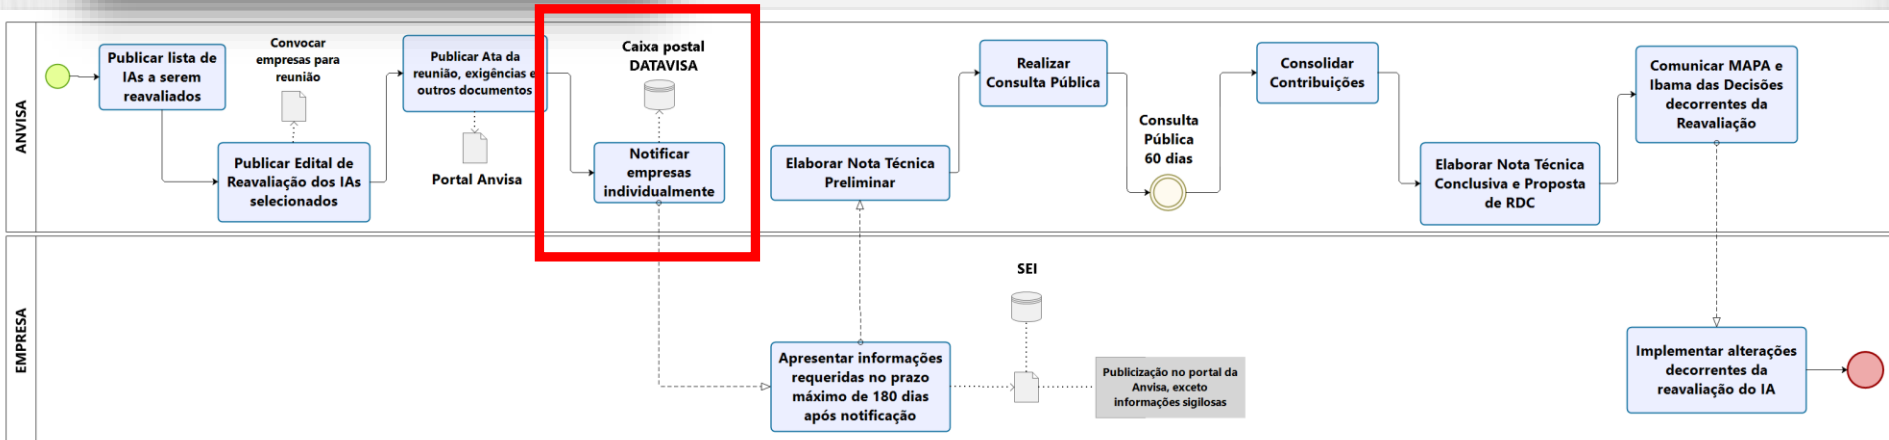 ANVISA
Publicar lista de
IAs a serem
reavaliados
Convocar
empresas para
reunião
Publicar Edital de
Reavaliação dos IAs
selecionados
Publicar Ata da
reunião, exigências e
outros documentos
Portal Anvisa
Caixa postal
DATAVISA
Notificar
empresas
individualmente
Elaborar Nota Técnica
Preliminar
Realizar
Consulta Pública
Consulta
Pública
60 dias
Consolidar
Contribuições
Elaborar Nota Técnica
Conclusiva e Proposta
de RDC
Comunicar MAPA e
Ibama das Decisões
decorrentes da
Reavaliação
EMPRESA
Apresentar informações
requeridas no prazo
máximo de 180 dias
após notificação
SEI
Publicização no portal da
Anvisa, exceto
informações sigilosas
Implementar alterações
decorrentes da
reavaliação do IA